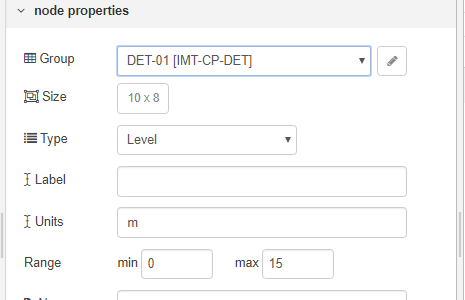 node properties
Group DET-01 [IMT-CP-DET]
Size 10 x 8
Type Level
Label
Units m
Range min 0 max 15